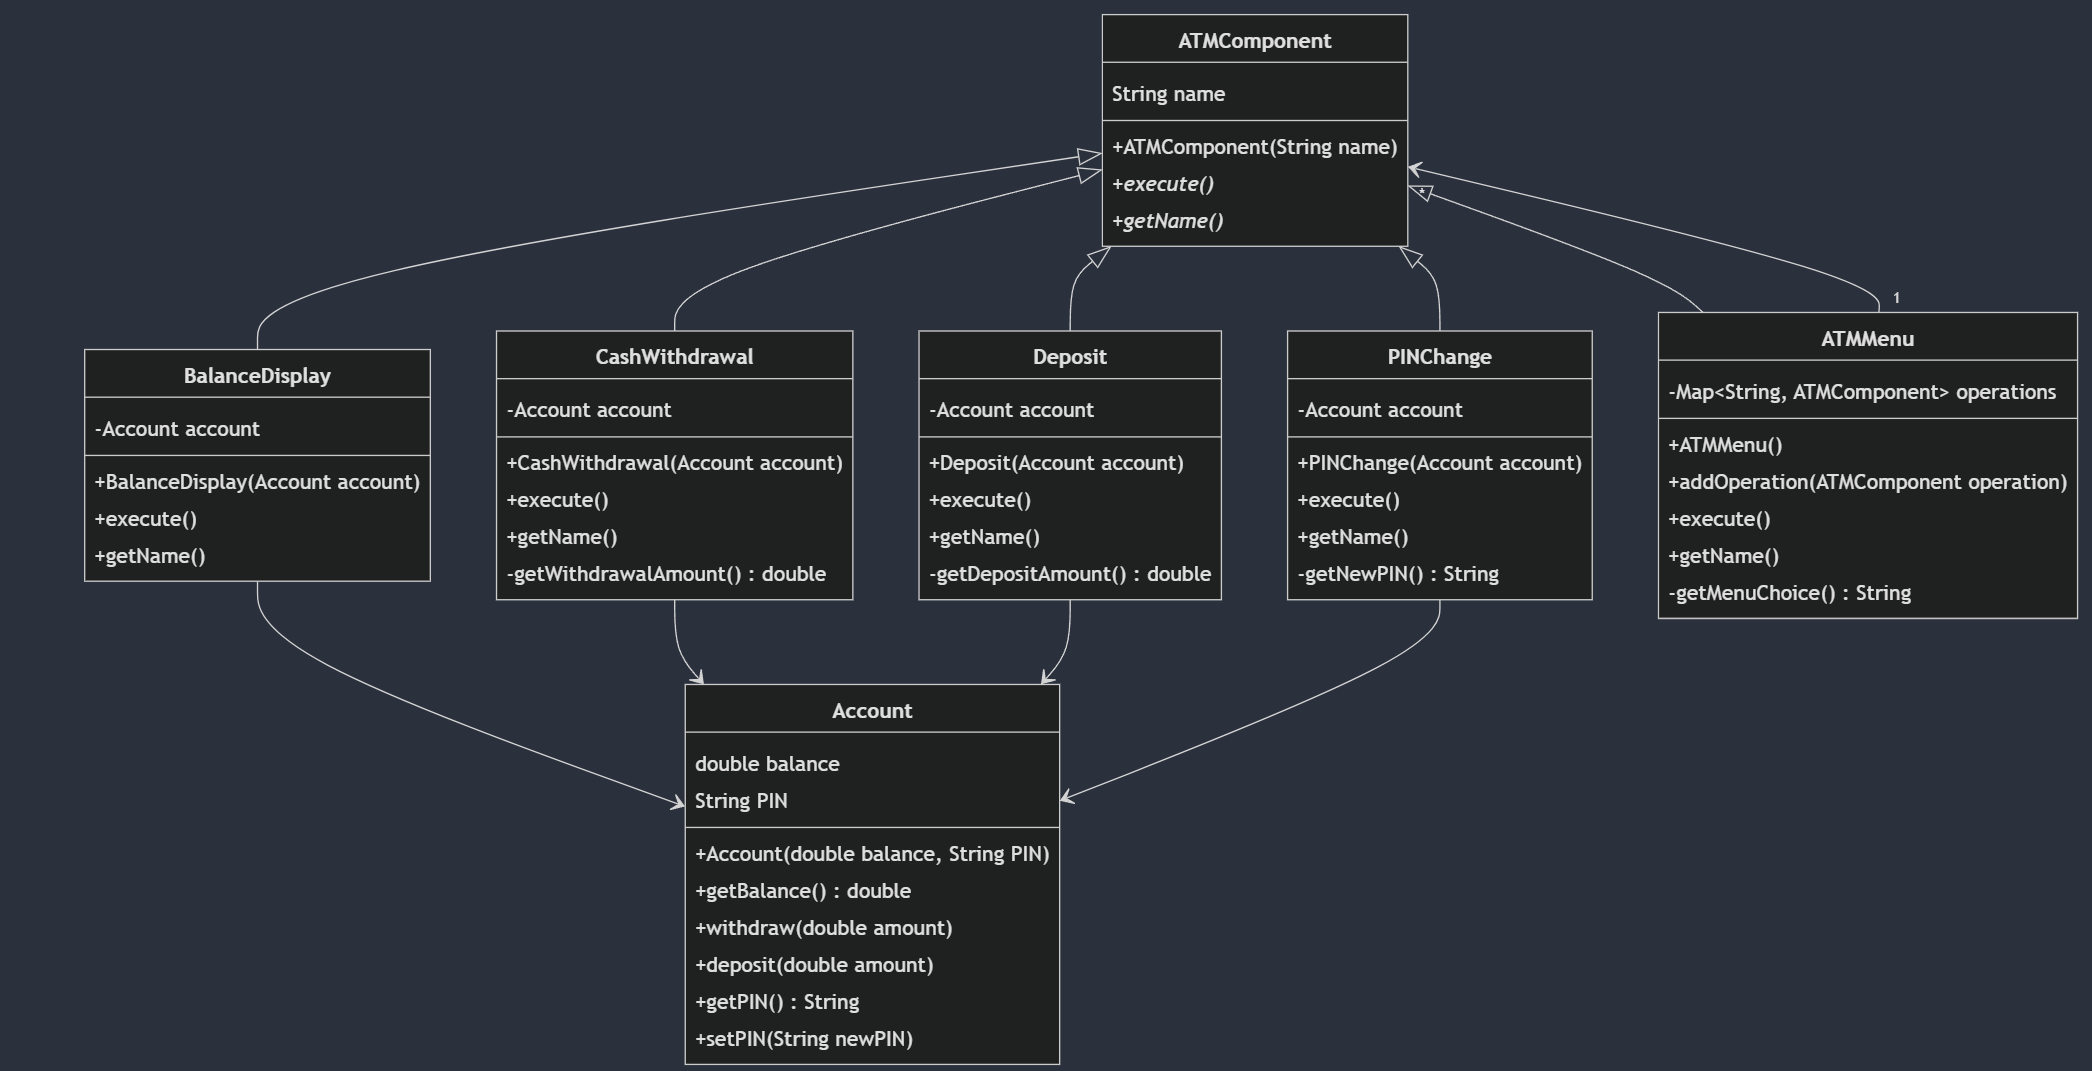 ATMComponent
String name
+ATMComponent(String name)
+execute()
+getName()
*
1
BalanceDisplay
-Account account
+BalanceDisplay(Account account)
+execute()
+getName()
CashWithdrawal
-Account account
+CashWithdrawal(Account account)
+execute()
+getName()
-getWithdrawalAmount() : double
Deposit
-Account account
+Deposit(Account account)
+execute()
+getName()
-getDepositAmount() : double
PINChange
-Account account
+PINChange(Account account)
+execute()
+getName()
-getNewPIN() : String
ATMMenu
-Map<String, ATMComponent> operations
+ATMMenu()
+addOperation(ATMComponent operation)
+execute()
+getName()
-getMenuChoice() : String
Account
double balance
String PIN
+Account(double balance, String PIN)
+getBalance() : double
+withdraw(double amount)
+deposit(double amount)
+getPIN() : String
+setPIN(String newPIN)